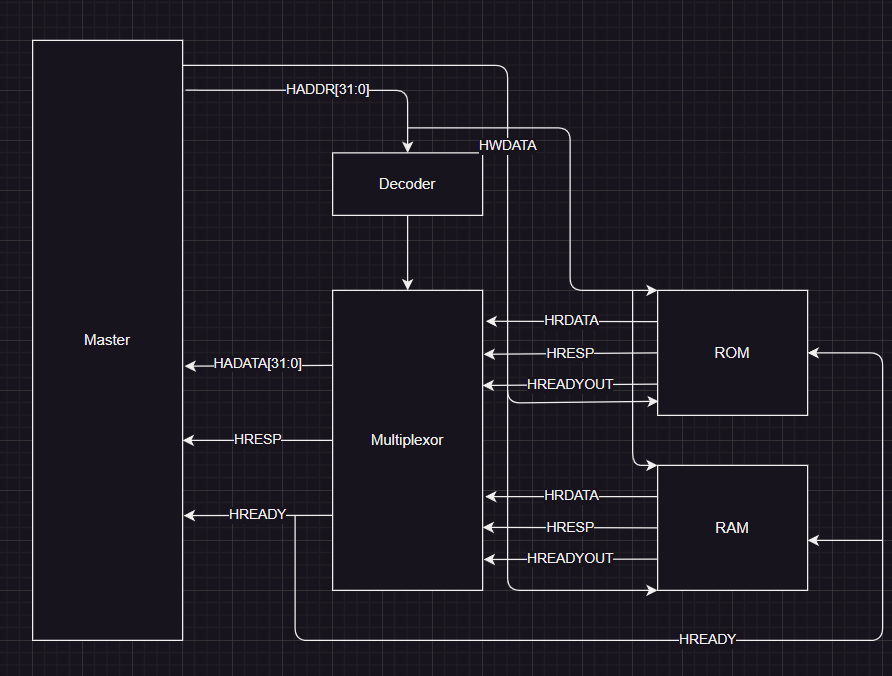 HADDR[31:0]
HWDATA
Decoder
Master
HRDATA
HRESP
HREADYOUT
ROM
HADATA[31:0]
Multiplexor
HRESP
HREADY
HRDATA
HRESP
HREADYOUT
RAM
HREADY